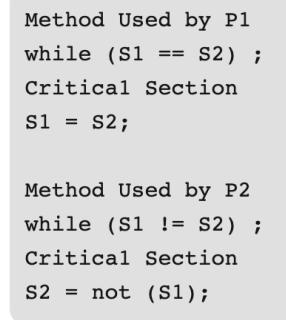 Method Used by P1
while (S1 == S2) ;
Critical Section
S1 = S2;
Method Used by P2
while (S1 != S2) ;
Critical Section
S2 = not (S1);